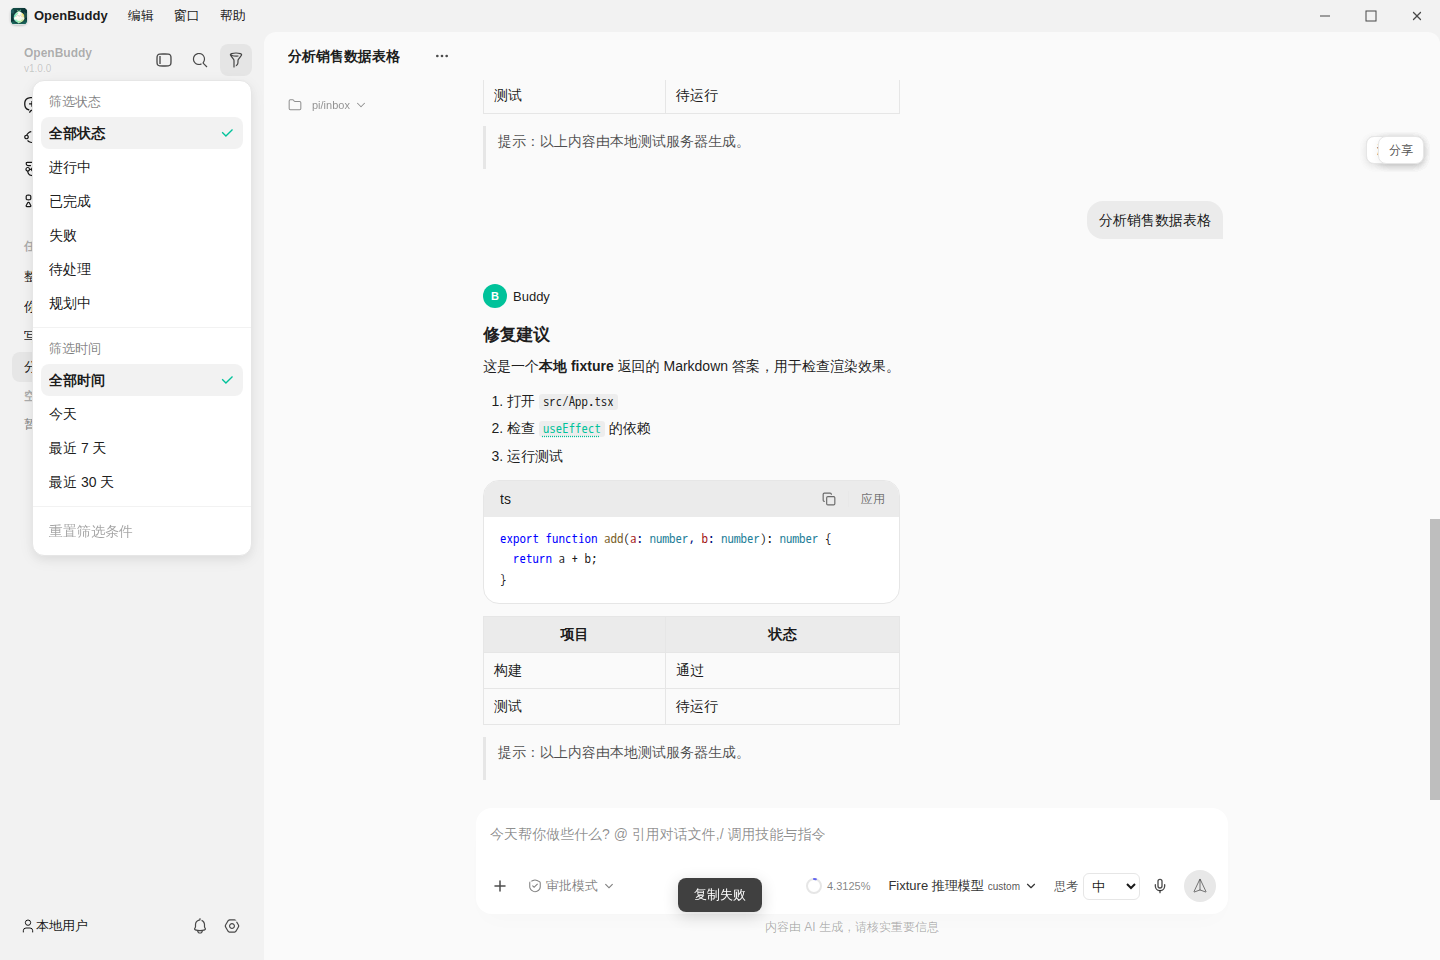 OpenBuddy 编辑 窗口 帮助
OpenBuddy
v1.0.0
筛选状态
全部状态
进行中
已完成
失败
待处理
规划中
筛选时间
全部时间
今天
最近 7 天
最近 30 天
重置筛选条件
本地用户
分析销售数据表格
pi/inbox
测试 待运行
提示：以上内容由本地测试服务器生成。
分享
分析销售数据表格
B Buddy
修复建议
这是一个本地 fixture 返回的 Markdown 答案，用于检查渲染效果。
1. 打开 src/App.tsx
2. 检查 useEffect 的依赖
3. 运行测试
ts 应用
export function add(a: number, b: number): number {
return a + b;
}
项目 状态
构建 通过
测试 待运行
提示：以上内容由本地测试服务器生成。
今天帮你做些什么? @ 引用对话文件,/ 调用技能与指令
审批模式 复制失败 4.3125% Fixture 推理模型 custom 思考 中
内容由 AI 生成，请核实重要信息